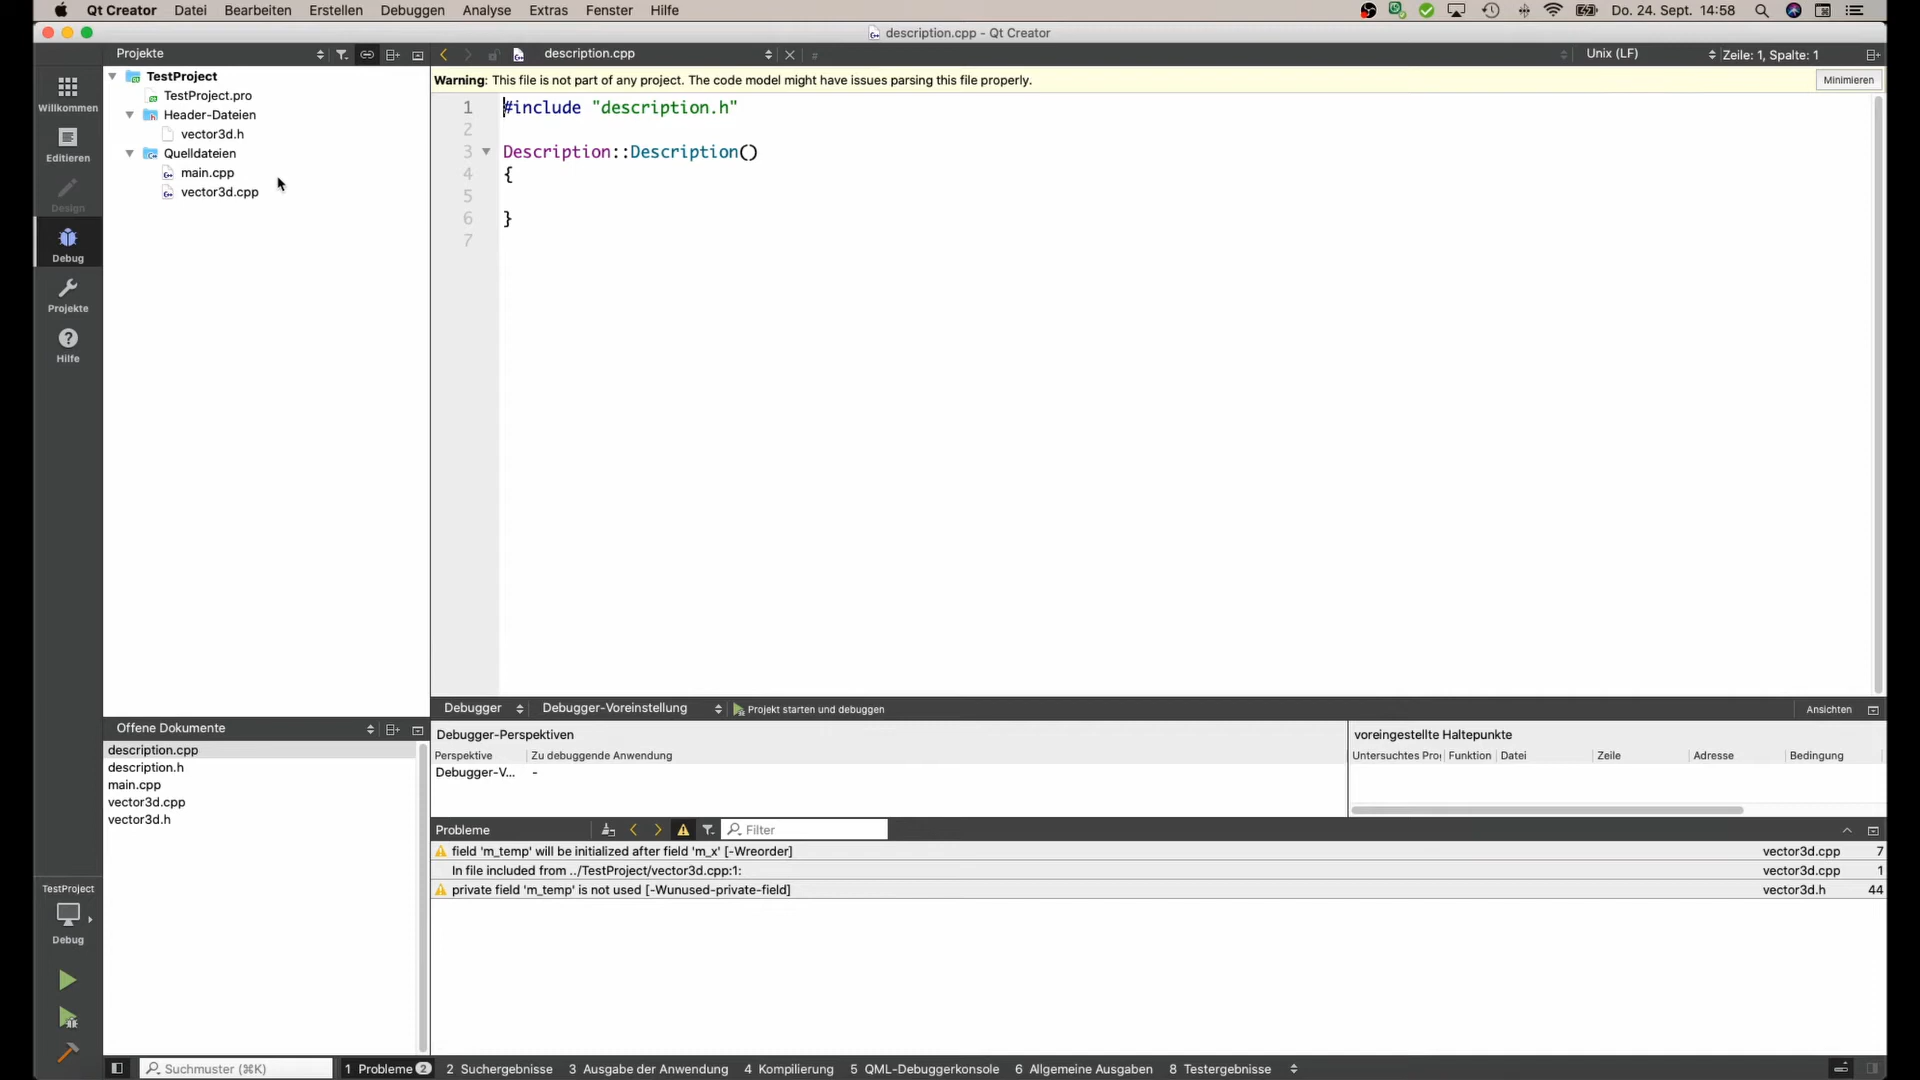 Qt Creator Datei Bearbeiten Erstellen Debuggen Analyse Extras Fenster Hilfe Do. 24. Sept. 14:58
description.cpp - Qt Creator
Projekte description.cpp # Unix (LF) Zeile: 1, Spalte: 1
Warning: This file is not part of any project. The code model might have issues parsing this file properly. Minimieren
TestProject
TestProject.pro
Header-Dateien
vector3d.h
Quelldateien
main.cpp
vector3d.cpp
Willkommen
Editieren
Design
Debug
Projekte
Hilfe
1 #include "description.h"
2
3 Description::Description()
4 {
5
6 }
7
Debugger Debugger-Voreinstellung Projekt starten und debuggen Ansichten
Offene Dokumente
description.cpp
description.h
main.cpp
vector3d.cpp
vector3d.h
Debugger-Perspektiven
Perspektive Zu debuggende Anwendung
Debugger-V... -
voreingestellte Haltepunkte
Untersuchtes Pro Funktion Datei Zeile Adresse Bedingung
Probleme Filter
field 'm_temp' will be initialized after field 'm_x' [-Wreorder] vector3d.cpp 7
In file included from ../TestProject/vector3d.cpp:1: vector3d.cpp 1
private field 'm_temp' is not used [-Wunused-private-field] vector3d.h 44
TestProject
Debug
Suchmuster (⌘K) 1 Probleme 2 2 Suchergebnisse 3 Ausgabe der Anwendung 4 Kompilierung 5 QML-Debuggerkonsole 6 Allgemeine Ausgaben 8 Testergebnisse